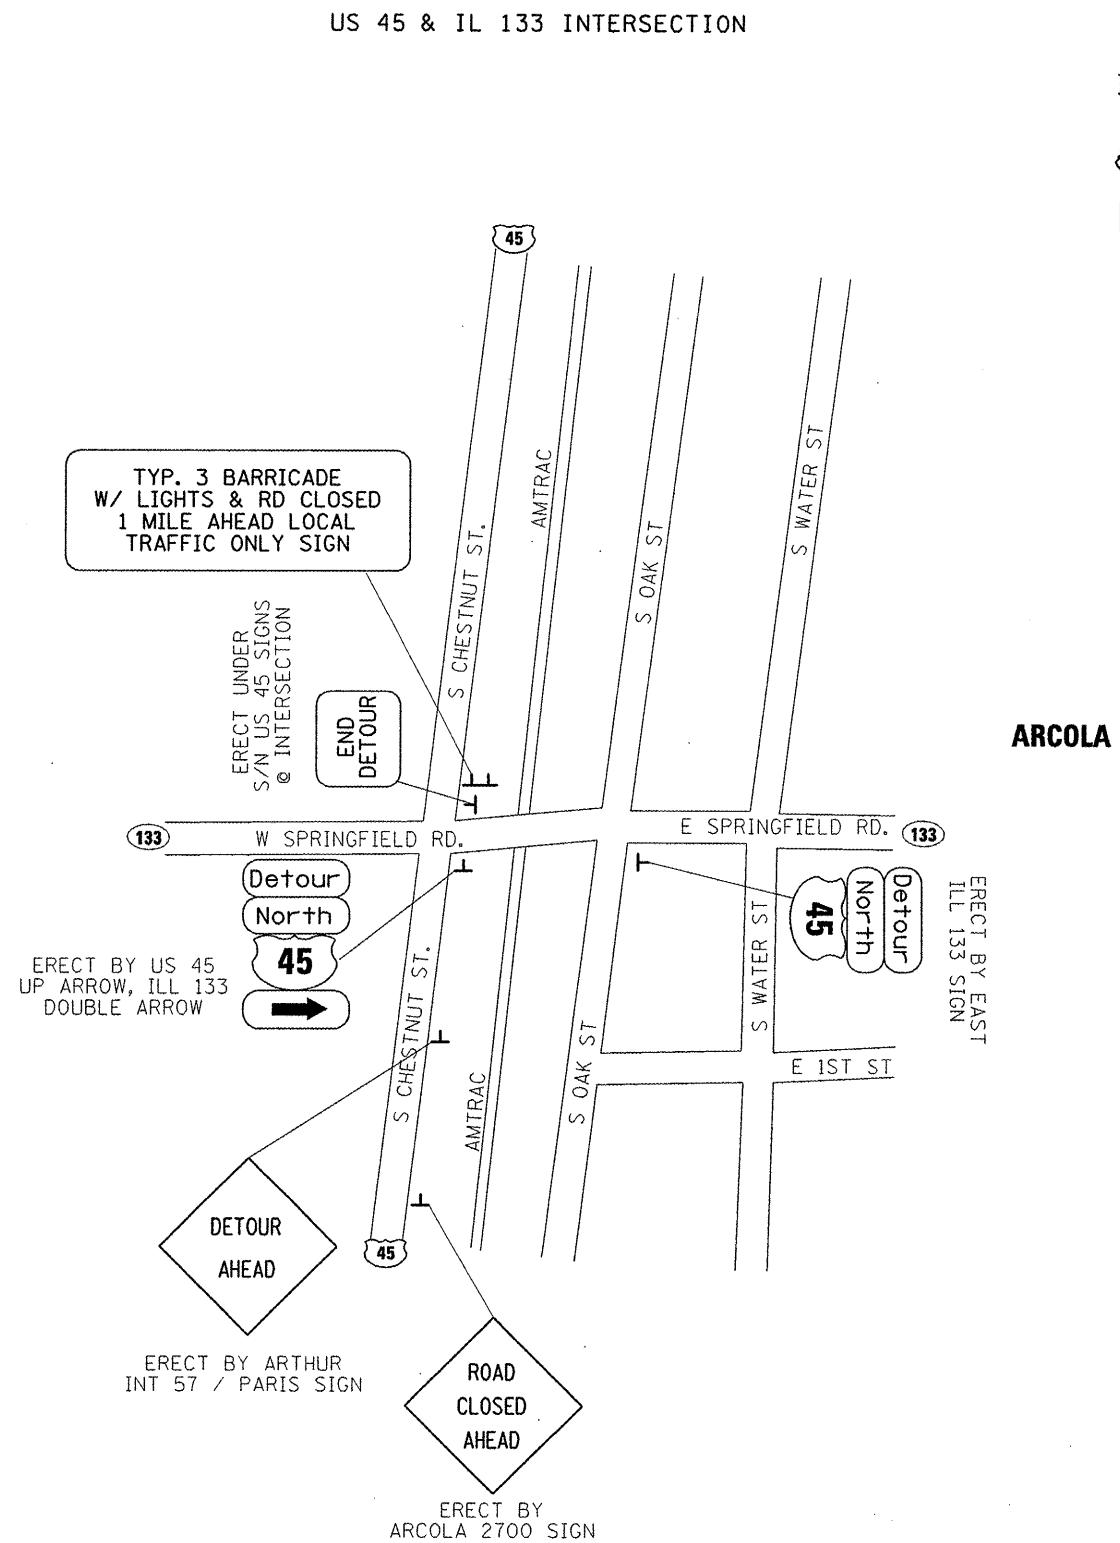 US 45 & IL 133 INTERSECTION
45
TYP. 3 BARRICADE
W/ LIGHTS & RD CLOSED
1 MILE AHEAD LOCAL
TRAFFIC ONLY SIGN
S CHESTNUT ST.
AMTRAC
S OAK ST
S WATER ST
ERECT UNDER
S/N US 45 SIGNS
@ INTERSECTION
END
DETOUR
ARCOLA
133
W SPRINGFIELD RD.
E SPRINGFIELD RD.
133
Detour
North
45
ERECT BY US 45
UP ARROW, ILL 133
DOUBLE ARROW
Detour
North
45
ERECT BY EAST
ILL 133 SIGN
S CHESTNUT ST.
AMTRAC
S OAK ST
S WATER ST
E 1ST ST
45
DETOUR
AHEAD
ERECT BY ARTHUR
INT 57 / PARIS SIGN
ROAD
CLOSED
AHEAD
ERECT BY
ARCOLA 2700 SIGN